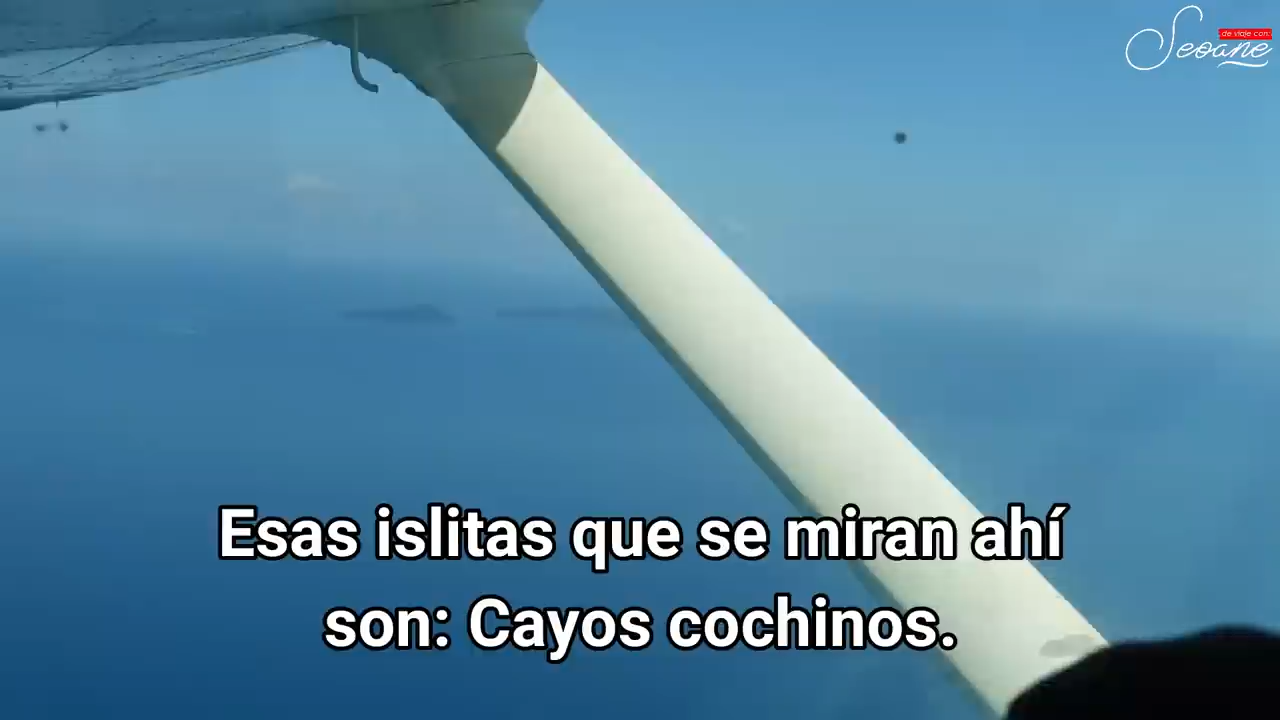 de viaje con:
Seoane
Esas islitas que se miran ahí
son: Cayos cochinos.